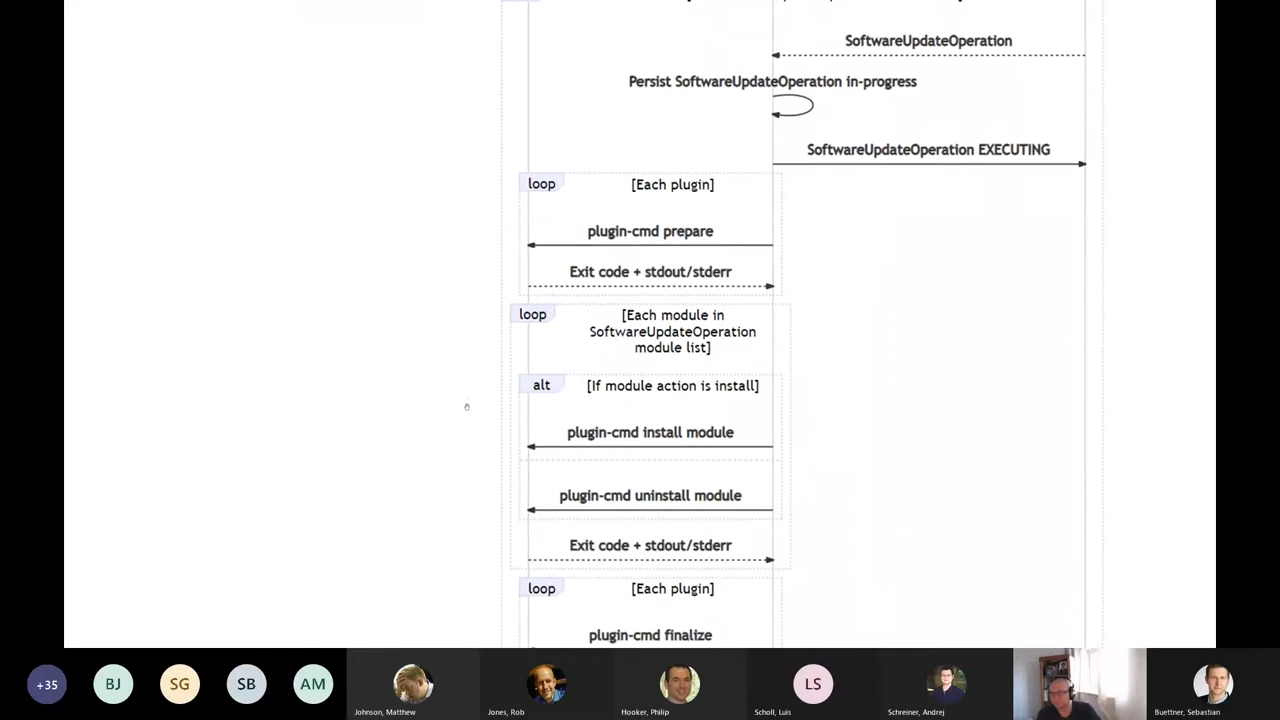 SoftwareUpdateOperation
Persist SoftwareUpdateOperation in-progress
SoftwareUpdateOperation EXECUTING
loop
[Each plugin]
plugin-cmd prepare
Exit code + stdout/stderr
loop
[Each module in
SoftwareUpdateOperation
module list]
alt
[If module action is install]
plugin-cmd install module
plugin-cmd uninstall module
Exit code + stdout/stderr
loop
[Each plugin]
plugin-cmd finalize
+35
BJ
SG
SB
AM
LS
Johnson, Matthew
Jones, Rob
Hooker, Philip
Scholl, Luis
Schreiner, Andrej
Buettner, Sebastian